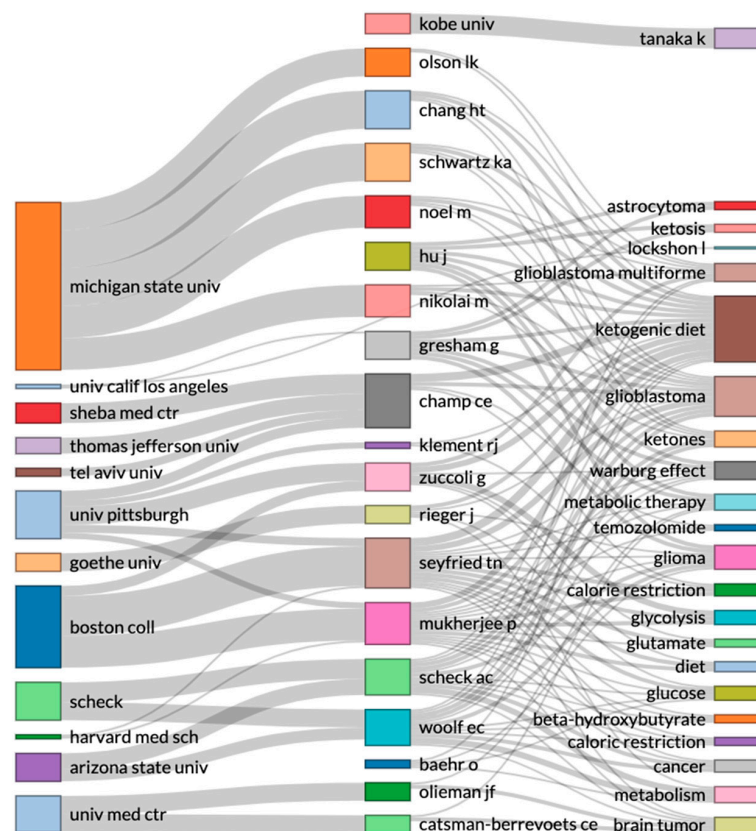 michigan state univ
univ calif los angeles
sheba med ctr
thomas jefferson univ
tel aviv univ
univ pittsburgh
goethe univ
boston coll
scheck
harvard med sch
arizona state univ
univ med ctr
kobe univ
olson lk
chang ht
schwartz ka
noel m
hu j
nikolai m
gresham g
champ ce
klement rj
zuccoli g
rieger j
seyfried tn
mukherjee p
scheck ac
woolf ec
baehr o
olieman jf
catsman-berrevoets ce
tanaka k
astrocytoma
ketosis
lockshon l
glioblastoma multiforme
ketogenic diet
glioblastoma
ketones
warburg effect
metabolic therapy
temozolomide
glioma
calorie restriction
glycolysis
glutamate
diet
glucose
beta-hydroxybutyrate
caloric restriction
cancer
metabolism
brain tumor